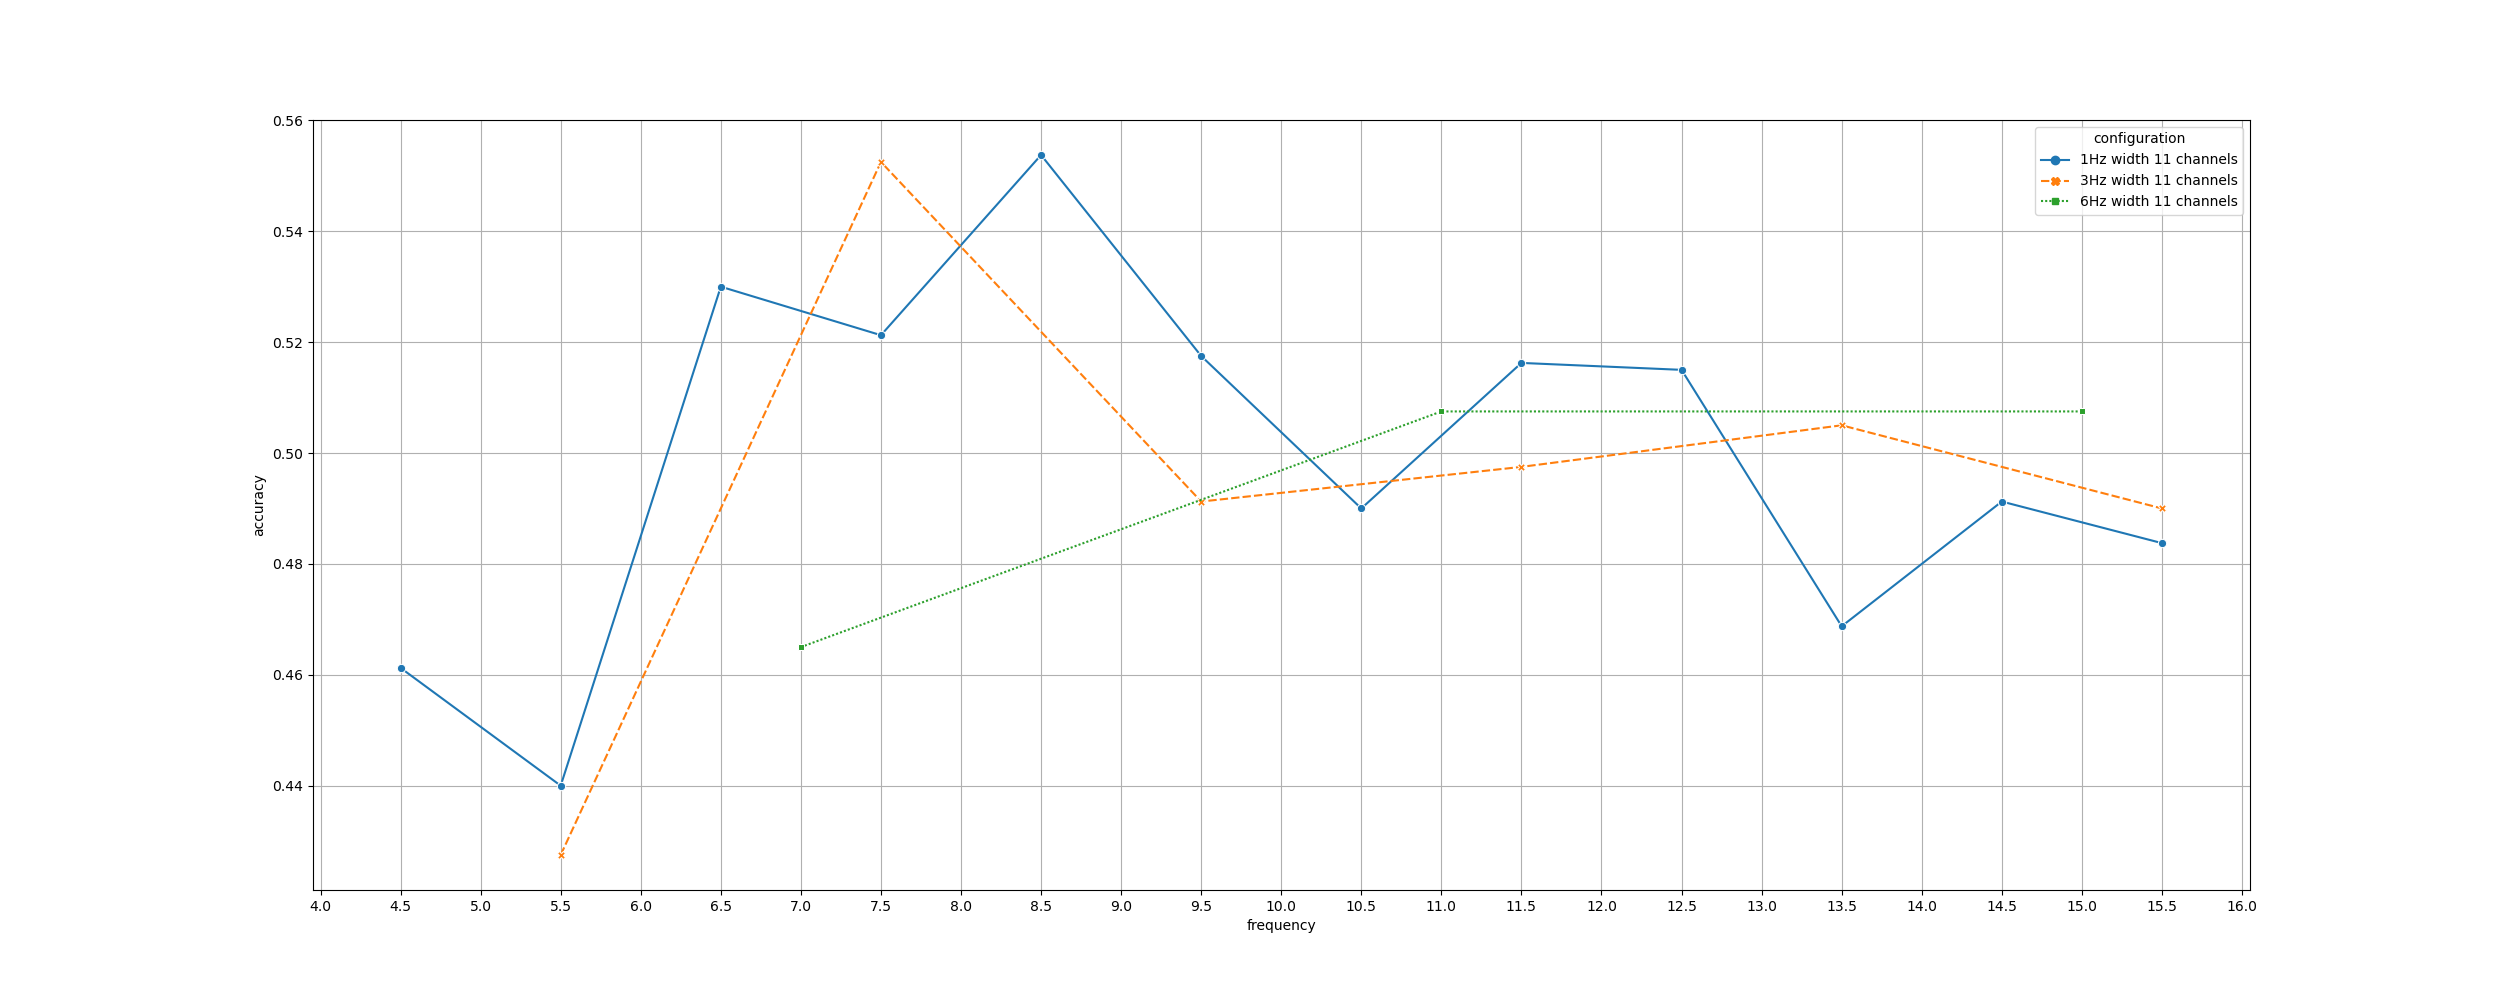 0.56
0.54
0.52
0.50
0.48
0.46
0.44
accuracy
configuration
1Hz width 11 channels
3Hz width 11 channels
6Hz width 11 channels
4.0 4.5 5.0 5.5 6.0 6.5 7.0 7.5 8.0 8.5 9.0 9.5 10.0 10.5 11.0 11.5 12.0 12.5 13.0 13.5 14.0 14.5 15.0 15.5 16.0
frequency